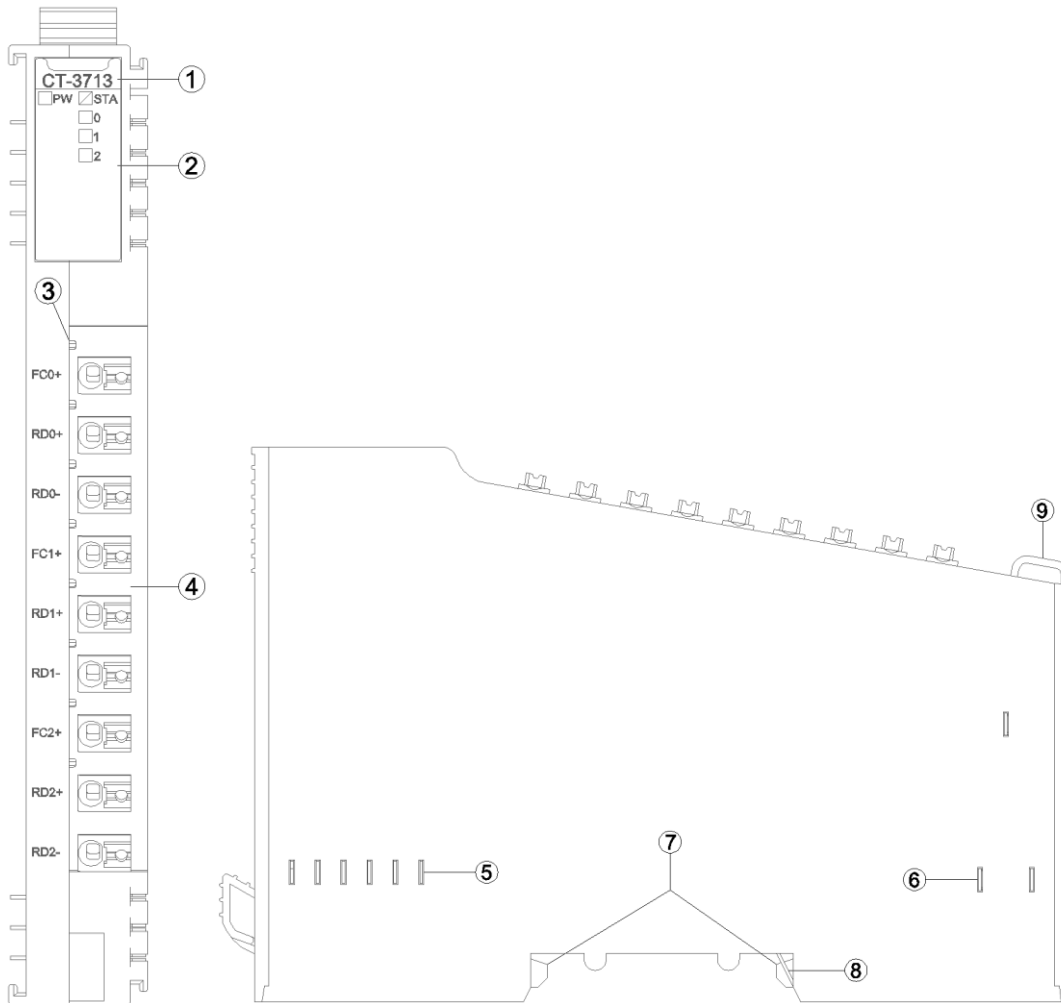 CT-3713
①
PW STA
0
1
2
②
③
FC0+
RD0+
RD0-
FC1+
④
RD1+
RD1-
FC2+
RD2+
RD2-
⑨
⑦
⑤
⑥
⑧